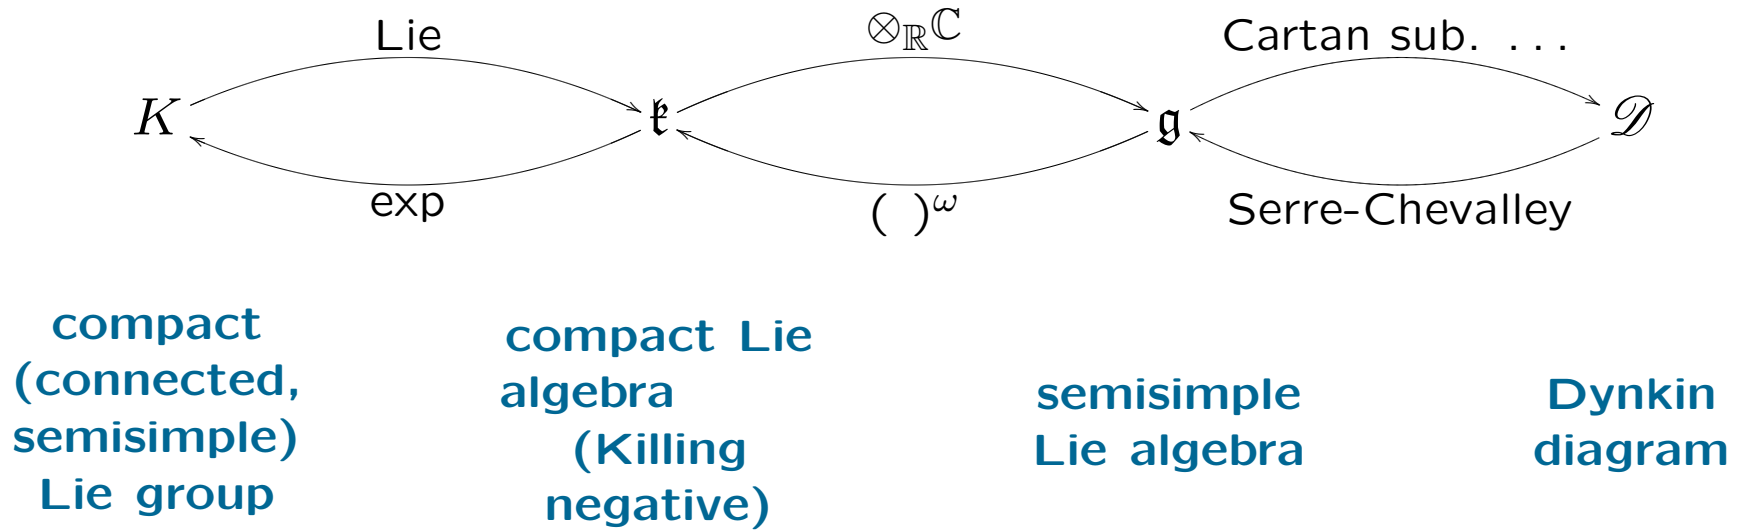 Lie
⊗_ℝℂ
Cartan sub. ...
K
𝔨
𝔤
𝒟
exp
( )^ω
Serre-Chevalley
compact
(connected,
semisimple)
Lie group
compact Lie
algebra
(Killing
negative)
semisimple
Lie algebra
Dynkin
diagram